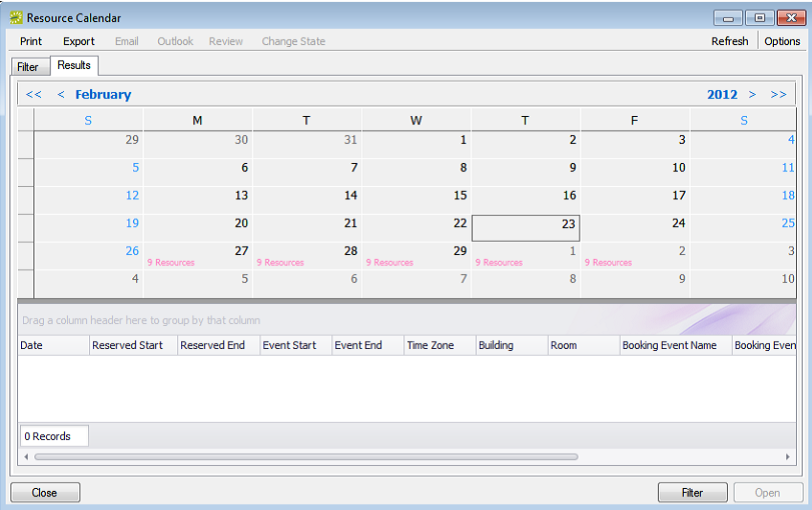 Resource Calendar
Print Export Email Outlook Review Change State Refresh Options
Filter Results
<< < February 2012 > >>
S M T W T F S
29 30 31 1 2 3 4
5 6 7 8 9 10 11
12 13 14 15 16 17 18
19 20 21 22 23 24 25
26 27 28 29 1 2 3
9 Resources 9 Resources 9 Resources 9 Resources 9 Resources
4 5 6 7 8 9 10
Drag a column header here to group by that column
Date Reserved Start Reserved End Event Start Event End Time Zone Building Room Booking Event Name Booking Even
0 Records
Close Filter Open